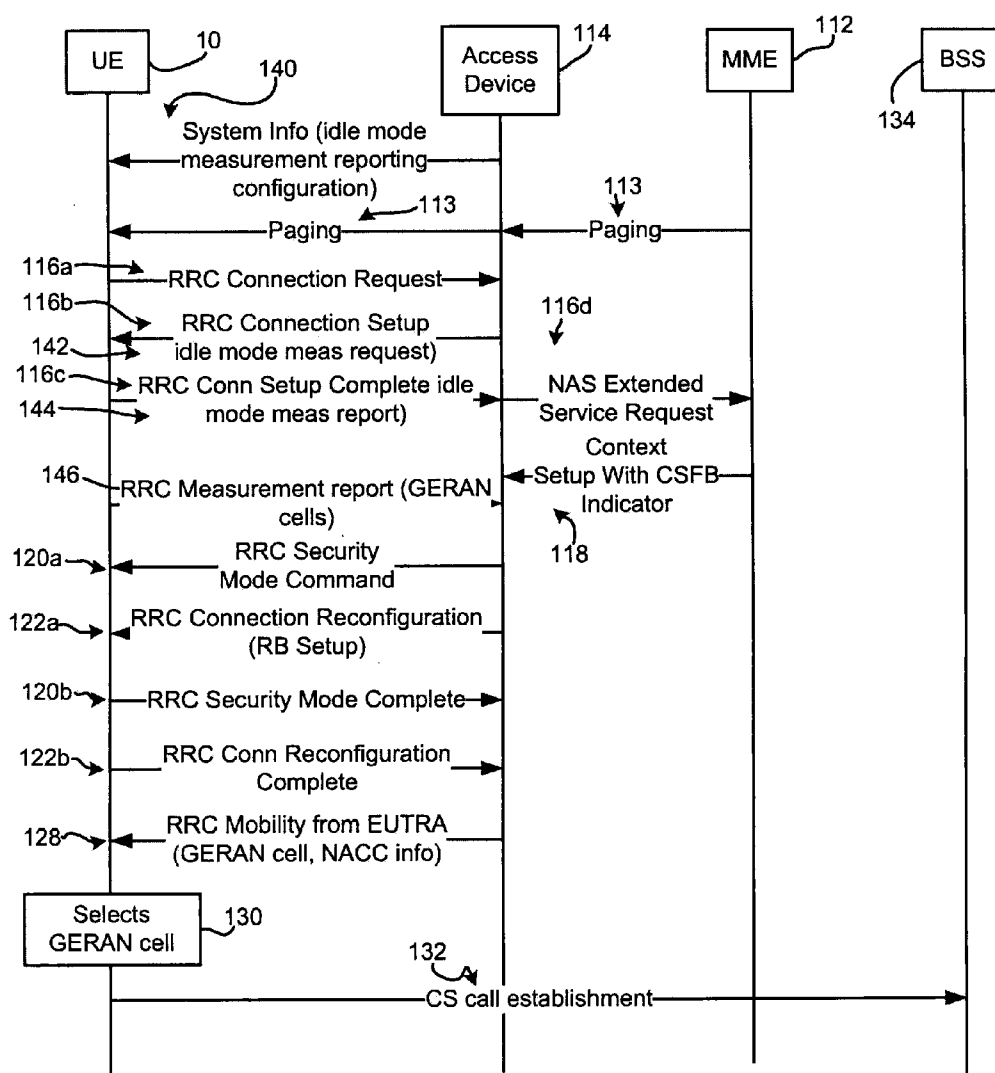 UE
10
Access
Device
114
MME
112
BSS
134
140
System Info (idle mode
measurement reporting
configuration)
113
Paging
113
Paging
116a
RRC Connection Request
116b
RRC Connection Setup
idle mode meas request)
142
116d
116c
RRC Conn Setup Complete idle
mode meas report)
144
NAS Extended
Service Request
Context
Setup With CSFB
Indicator
118
146
RRC Measurement report (GERAN
cells)
120a
RRC Security
Mode Command
122a
RRC Connection Reconfiguration
(RB Setup)
120b
RRC Security Mode Complete
122b
RRC Conn Reconfiguration
Complete
128
RRC Mobility from EUTRA
(GERAN cell, NACC info)
Selects
GERAN cell
130
132
CS call establishment